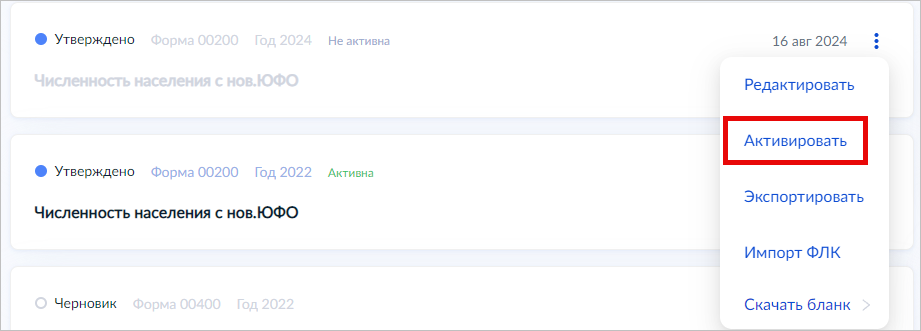 Утверждено Форма 00200 Год 2024 Не активна 16 авг 2024
Численность населения с нов.ЮФО
Редактировать
Активировать
Утверждено Форма 00200 Год 2022 Активна
Численность населения с нов.ЮФО
Экспортировать
Импорт ФЛК
Черновик Форма 00400 Год 2022
Скачать бланк